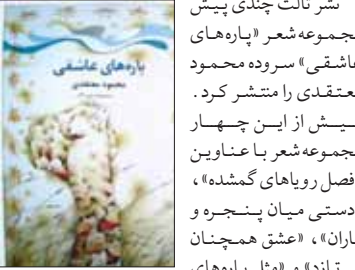 نشر ثالث چندی پیش
مجموعه شعر «پاره‌های
عاشقی» سروده محمود
معتقدی را منتشر کرد.
پیش از این چهار
مجموعه شعر با عناوین
«فصل رویاهای گمشده»،
دستی میان پنجره و
باران»، «عشق همچنان
پاره‌های عاشقی
محمود معتقدی